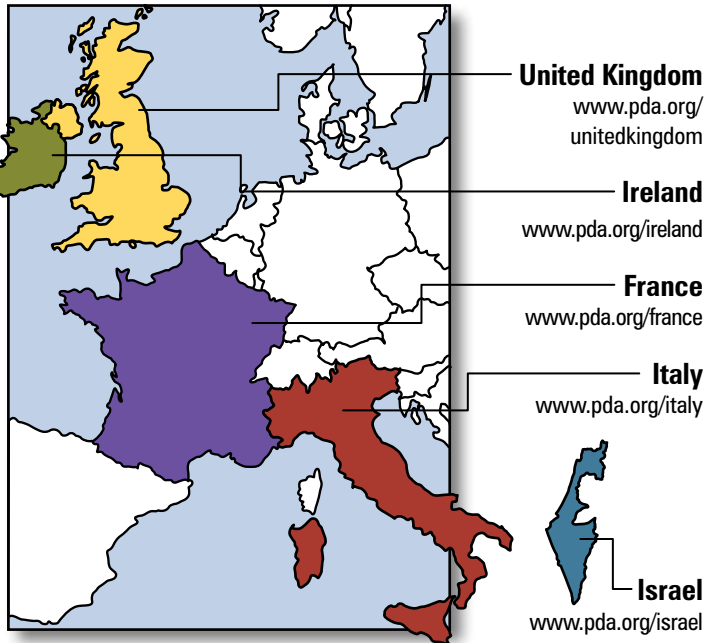 United Kingdom
www.pda.org/
unitedkingdom
Ireland
www.pda.org/ireland
France
www.pda.org/france
Italy
www.pda.org/italy
Israel
www.pda.org/israel